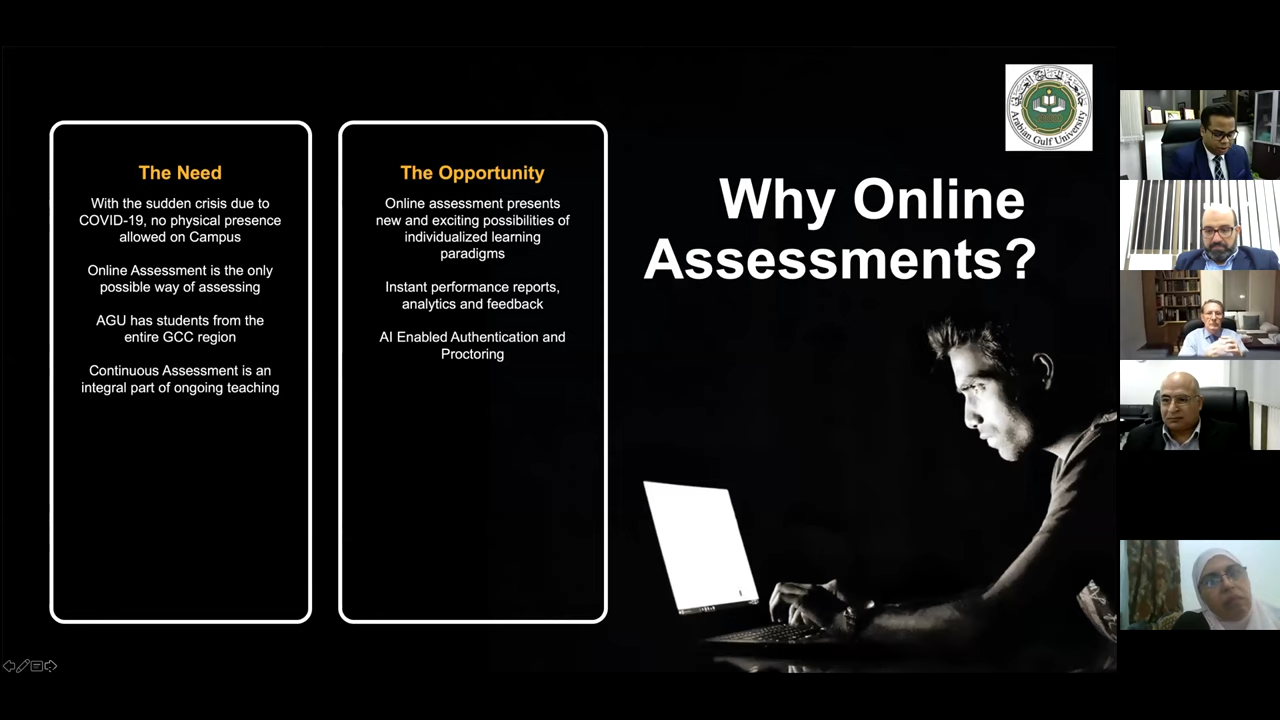 The Need
With the sudden crisis due to
COVID-19, no physical presence
allowed on Campus
Online Assessment is the only
possible way of assessing
AGU has students from the
entire GCC region
Continuous Assessment is an
integral part of ongoing teaching
The Opportunity
Online assessment presents
new and exciting possibilities of
individualized learning
paradigms
Instant performance reports,
analytics and feedback
AI Enabled Authentication and
Proctoring
Why Online
Assessments?
جامعة الخليج العربي
Arabian Gulf University